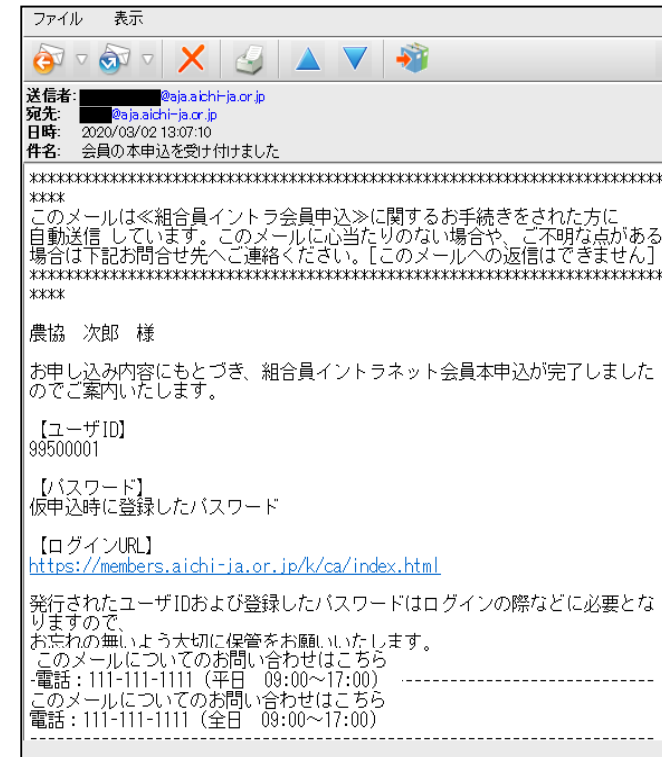 ファイル 表示
送信者: @aja.aichi-ja.or.jp
宛先: @aja.aichi-ja.or.jp
日時: 2020/03/02 13:07:10
件名: 会員の本申込を受け付けました
**********************************************************************
****
このメールは≪組合員イントラ会員申込≫に関するお手続きをされた方に
自動送信 しています。このメールに心当たりのない場合や、ご不明な点がある
場合は下記お問合せ先へご連絡ください。[このメールへの返信はできません]
**********************************************************************
****
農協 次郎 様
お申し込み内容にもとづき、組合員イントラネット会員本申込が完了しました
のでご案内いたします。
【ユーザID】
99500001
【パスワード】
仮申込時に登録したパスワード
【ログインURL】
https://members.aichi-ja.or.jp/k/ca/index.html
発行されたユーザIDおよび登録したパスワードはログインの際などに必要とな
りますので、
お忘れの無いよう大切に保管をお願いいたします。
このメールについてのお問い合わせはこちら
-電話：111-111-1111（平日 09:00～17:00） ---------------------------
このメールについてのお問い合わせはこちら
電話：111-111-1111（全日 09:00～17:00）
----------------------------------------------------------------------